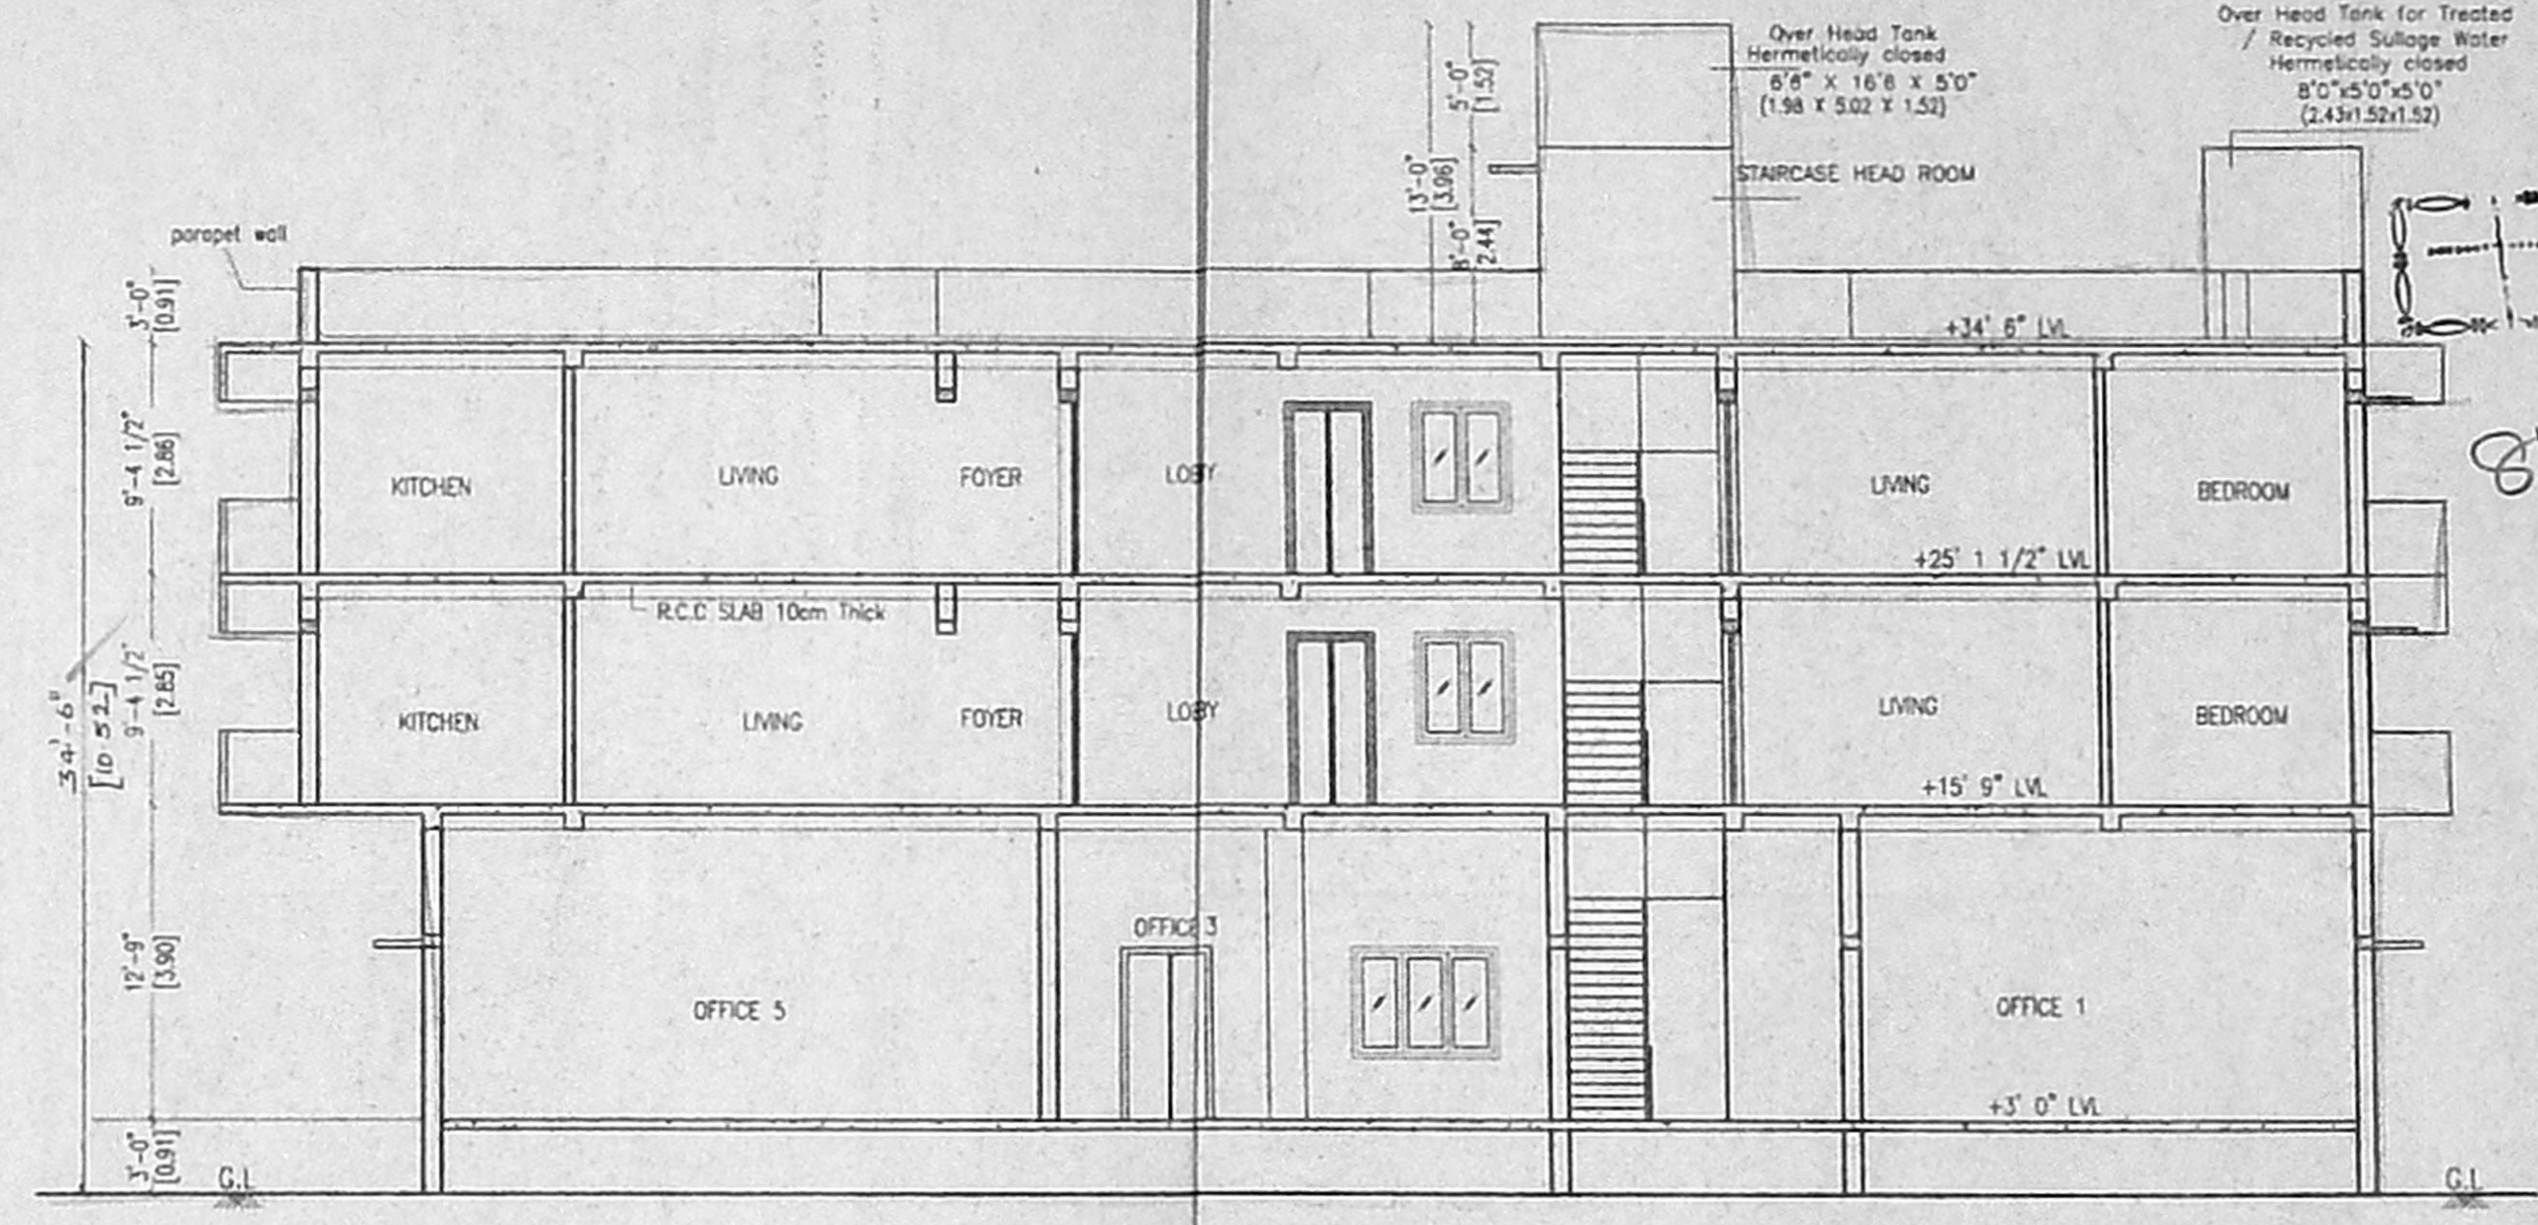 Over Head Tank
Hermetically closed
6'6" X 16'6 X 5'0"
(1.98 X 5.02 X 1.52)
Over Head Tank for Treated
/ Recycled Sullage Water
Hermetically closed
8'0"x5'0"x5'0"
(2.43x1.52x1.52)
5'-0"
[1.52]
13'-0"
[3.96]
8'-0"
[2.44]
STAIRCASE HEAD ROOM
parapet wall
3'-0"
[0.91]
+34' 6" LVL
9'-4 1/2"
[2.86]
KITCHEN
LIVING
FOYER
LOBY
LIVING
BEDROOM
+25' 1 1/2" LVL
R.C.C SLAB 10cm Thick
34'-6"
[10.52]
9'-4 1/2"
[2.85]
KITCHEN
LIVING
FOYER
LOBY
LIVING
BEDROOM
+15' 9" LVL
12'-9"
[3.90]
OFFICE 3
OFFICE 5
OFFICE 1
+3' 0" LVL
3'-0"
[0.91]
G.L
G.L